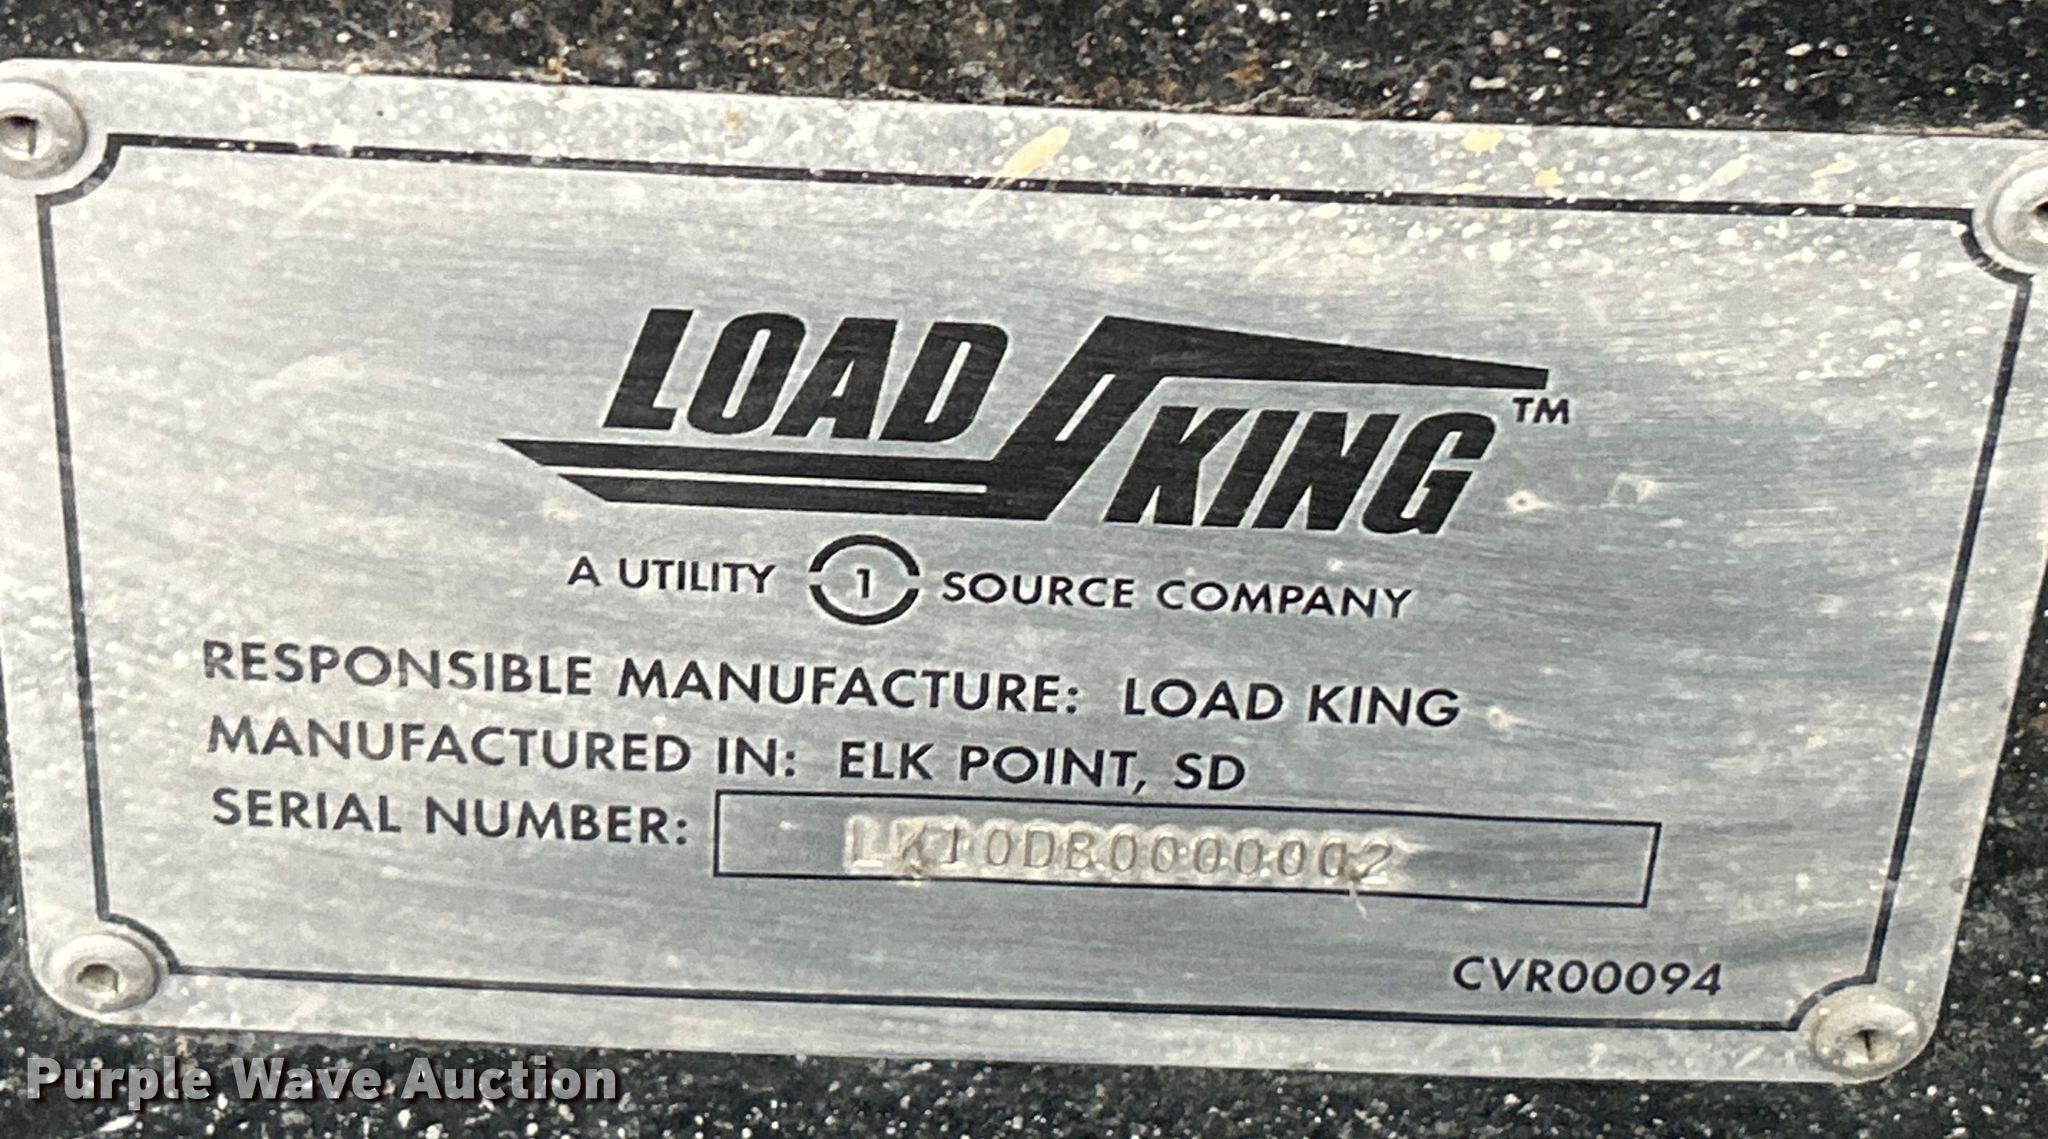 LOAD KING™
A UTILITY 1 SOURCE COMPANY
RESPONSIBLE MANUFACTURE: LOAD KING
MANUFACTURED IN: ELK POINT, SD
SERIAL NUMBER: LK10DB0000002
CVR00094
Purple Wave Auction